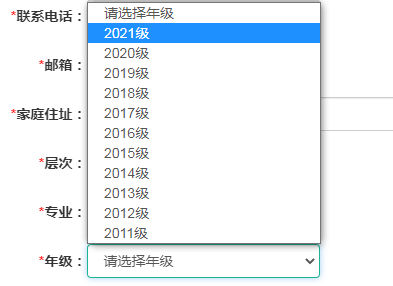 *联系电话：
请选择年级
2021级
2020级
*邮箱：
2019级
2018级
*家庭住址：
2017级
2016级
2015级
*层次：
2014级
2013级
*专业：
2012级
2011级
*年级：
请选择年级